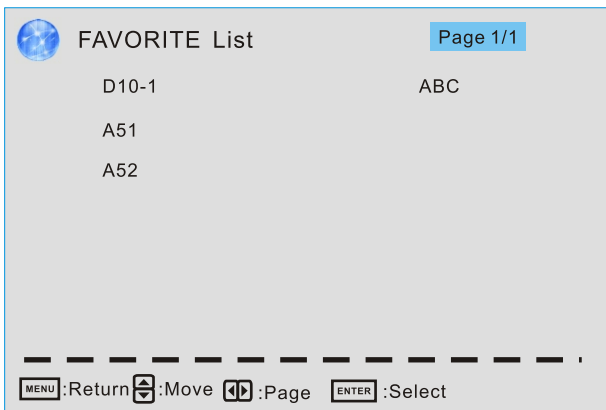 FAVORITE List Page 1/1
D10-1 ABC
A51
A52
MENU :Return :Move :Page ENTER :Select